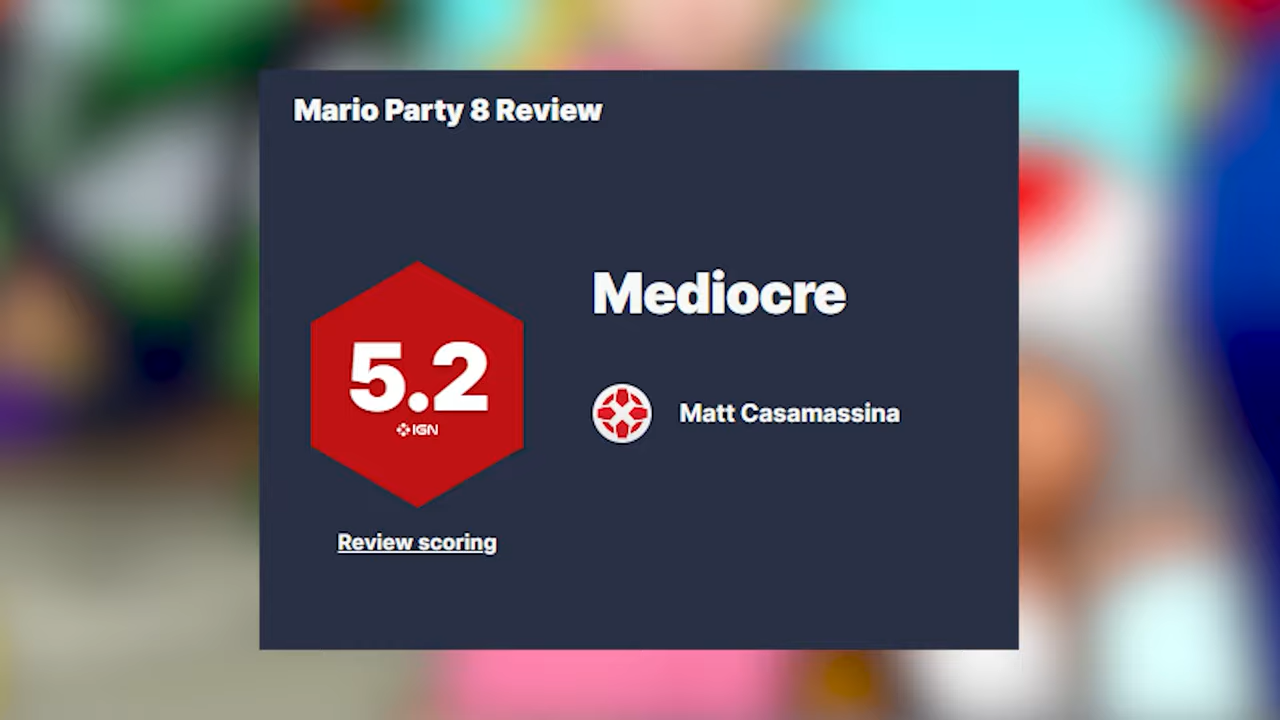 Mario Party 8 Review
Mediocre
5.2
IGN
Matt Casamassina
Review scoring